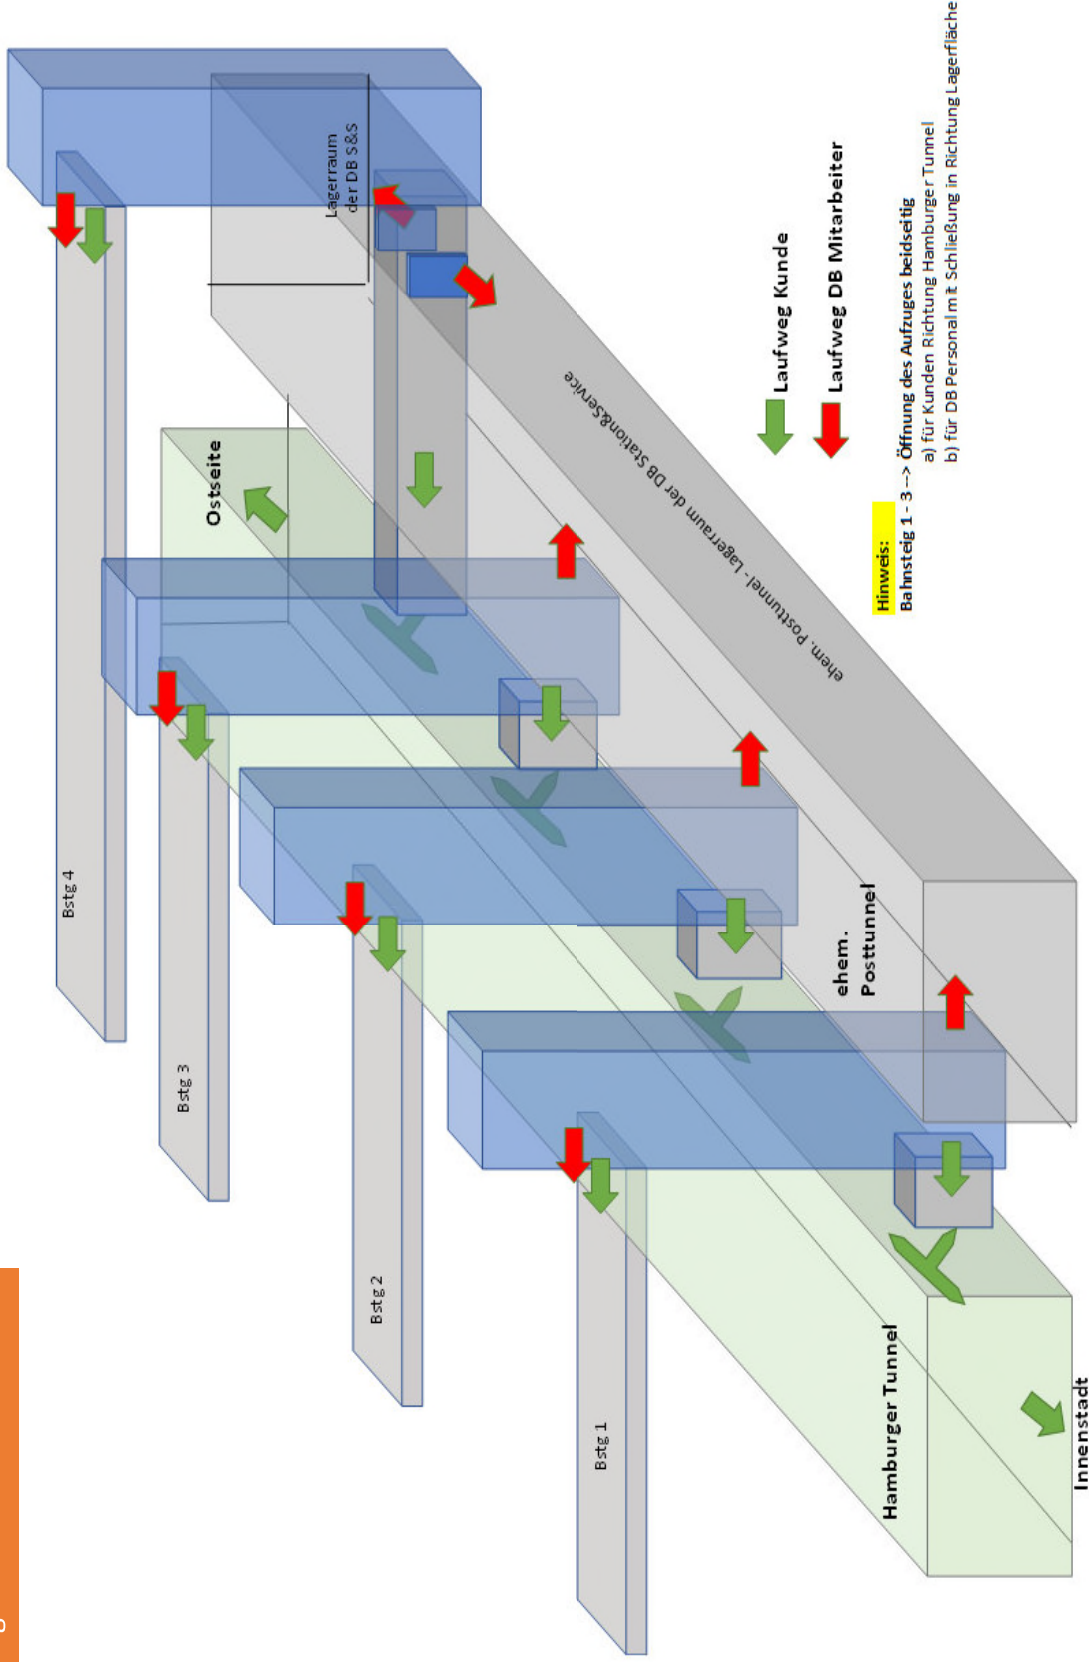 Bstg 4
Lagerraum
der DB S&S
Ostseite
Bstg 3
Bstg 2
Bstg 1
ehem. Posttunnel - Lagerraum der DB Station&Service
ehem.
Posttunnel
Hamburger Tunnel
Innenstadt
Laufweg Kunde
Laufweg DB Mitarbeiter
Hinweis:
Bahnsteig 1 - 3 --> Öffnung des Aufzuges beidseitig
a) für Kunden Richtung Hamburger Tunnel
b) für DB Personal mit Schließung in Richtung Lagerfläche